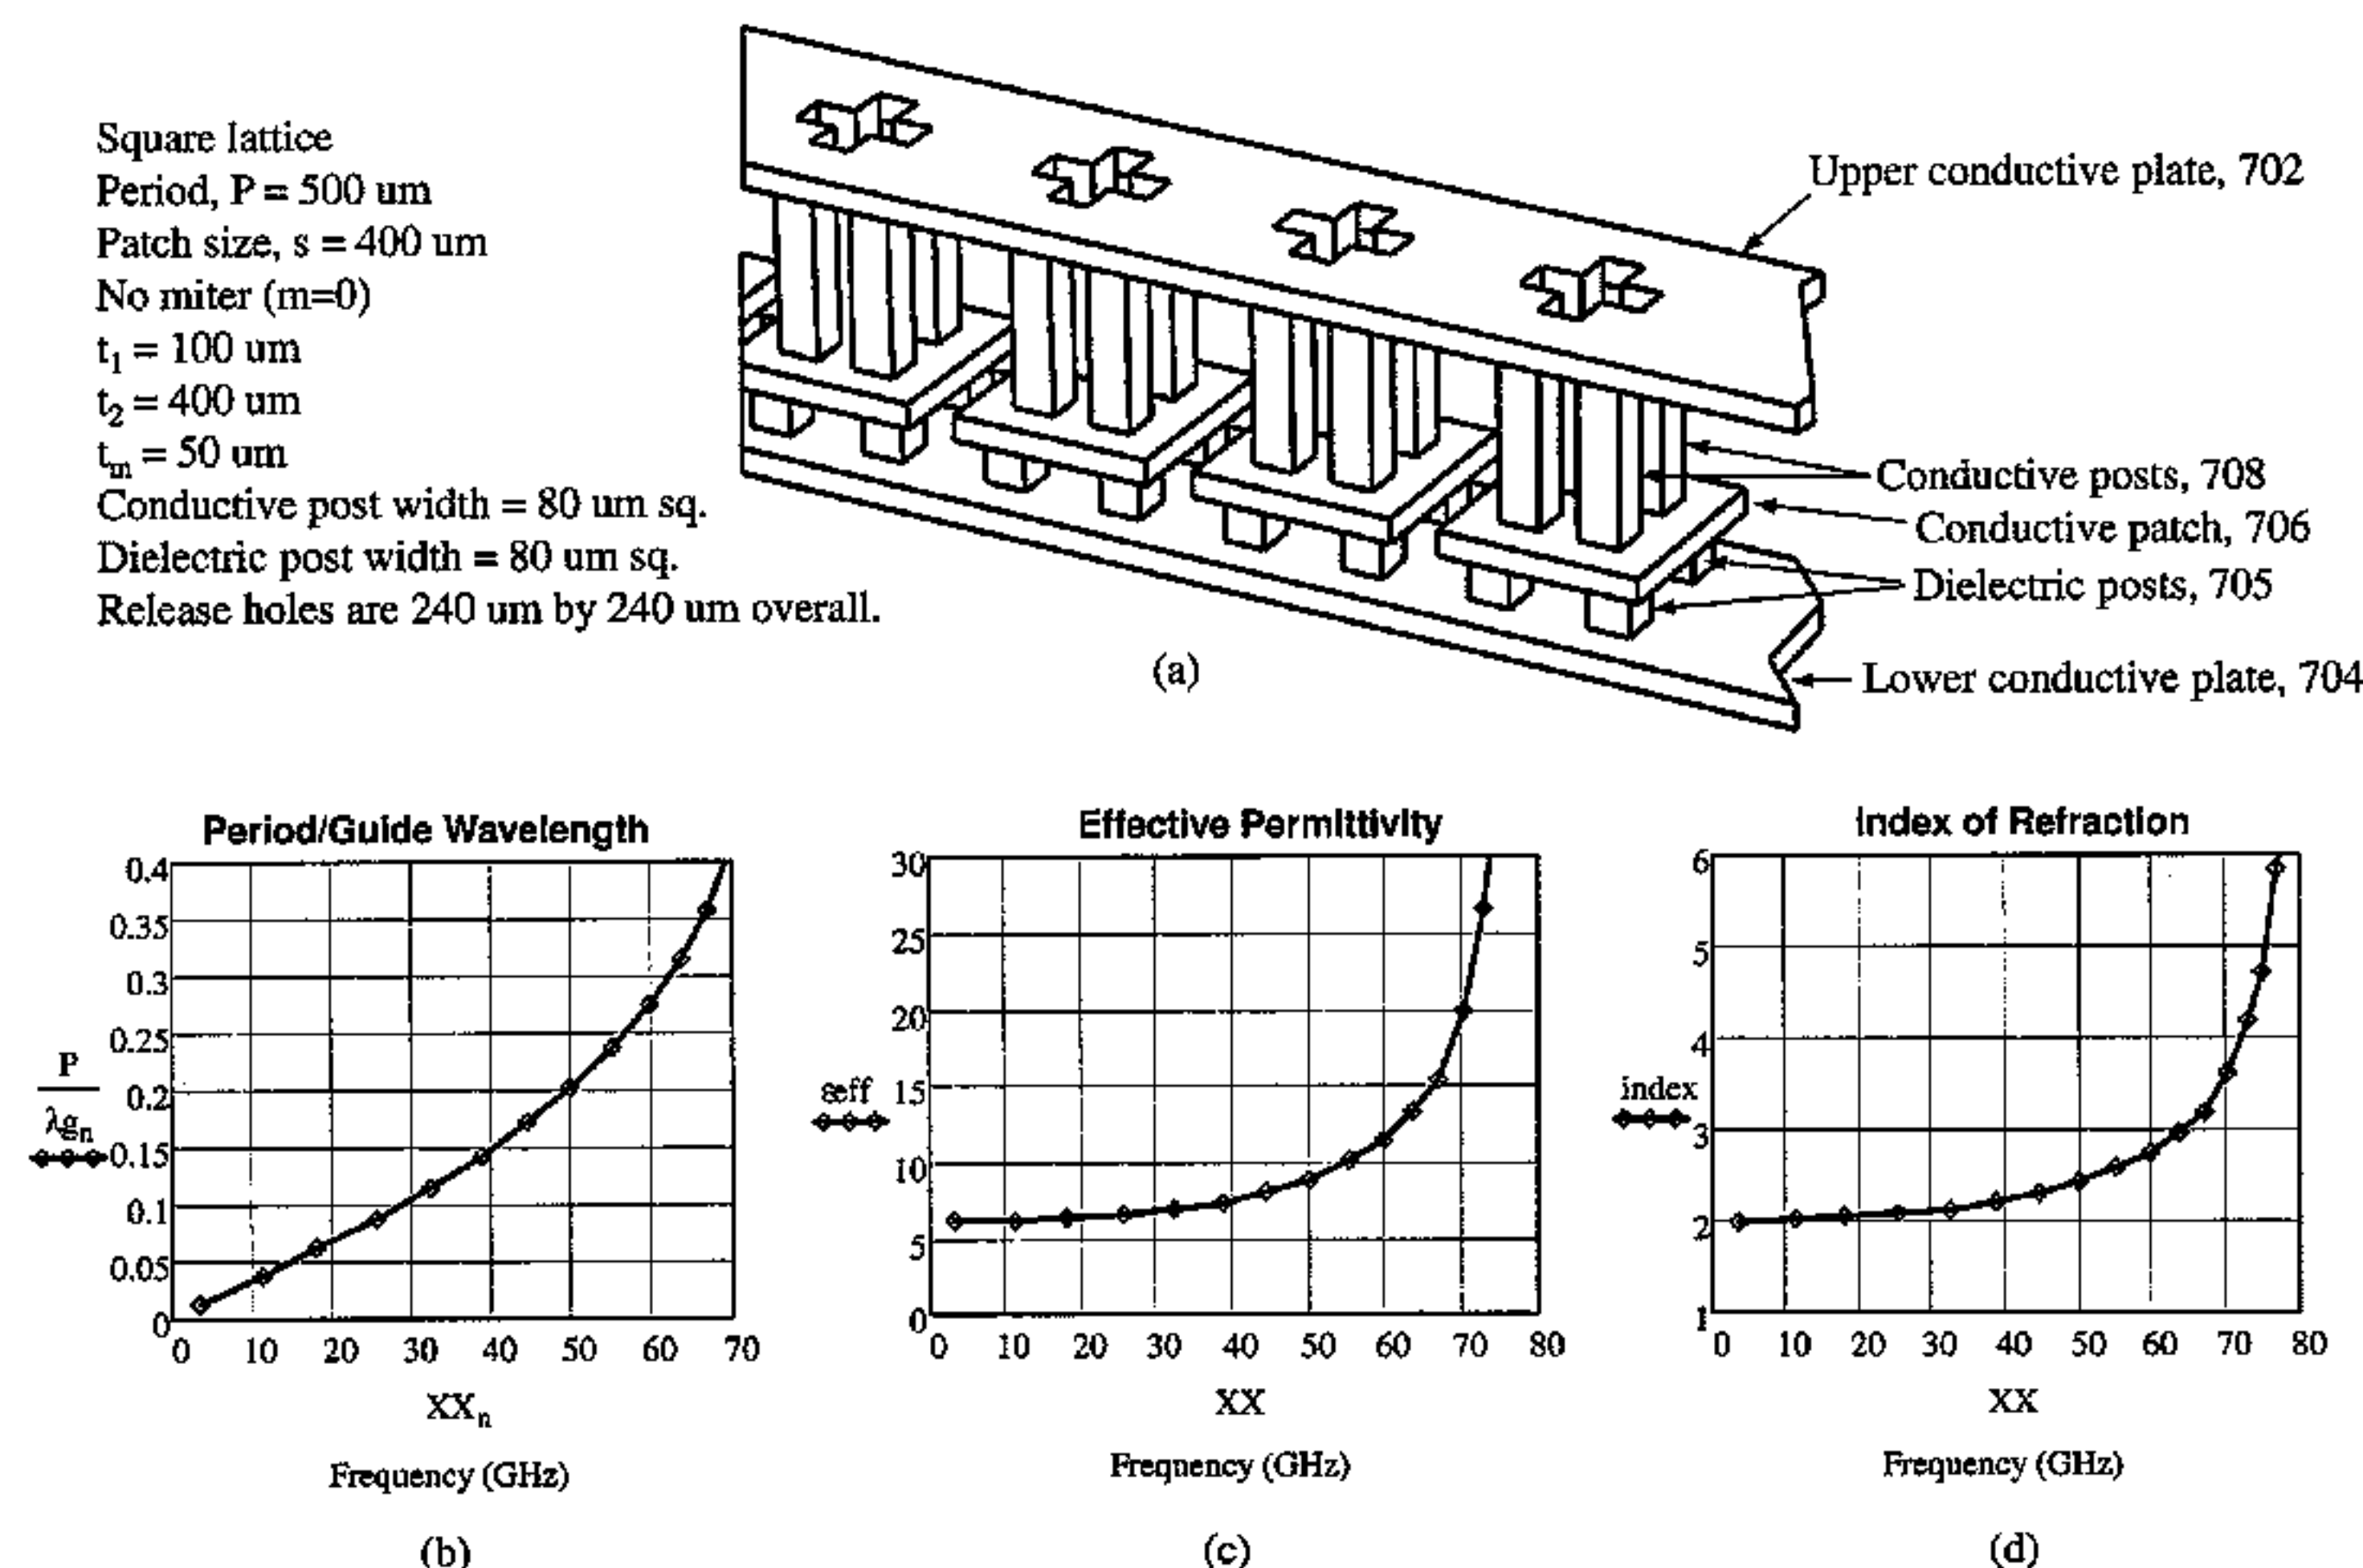 Square lattice
Period, P = 500 um
Patch size, s = 400 um
No miter (m=0)
t1 = 100 um
t2 = 400 um
tm = 50 um
Conductive post width = 80 um sq.
Dielectric post width = 80 um sq.
Release holes are 240 um by 240 um overall.
Upper conductive plate, 702
Conductive posts, 708
Conductive patch, 706
Dielectric posts, 705
Lower conductive plate, 704
(a)
Period/Guide Wavelength
0.4
0.35
0.3
0.25
0.2
0.15
0.1
0.05
0
P
λgn
0 10 20 30 40 50 60 70
XXn
Frequency (GHz)
(b)
Effective Permittivity
30
25
20
15
10
5
0
εeff
0 10 20 30 40 50 60 70 80
XX
Frequency (GHz)
(c)
Index of Refraction
6
5
4
3
2
1
index
0 10 20 30 40 50 60 70 80
XX
Frequency (GHz)
(d)